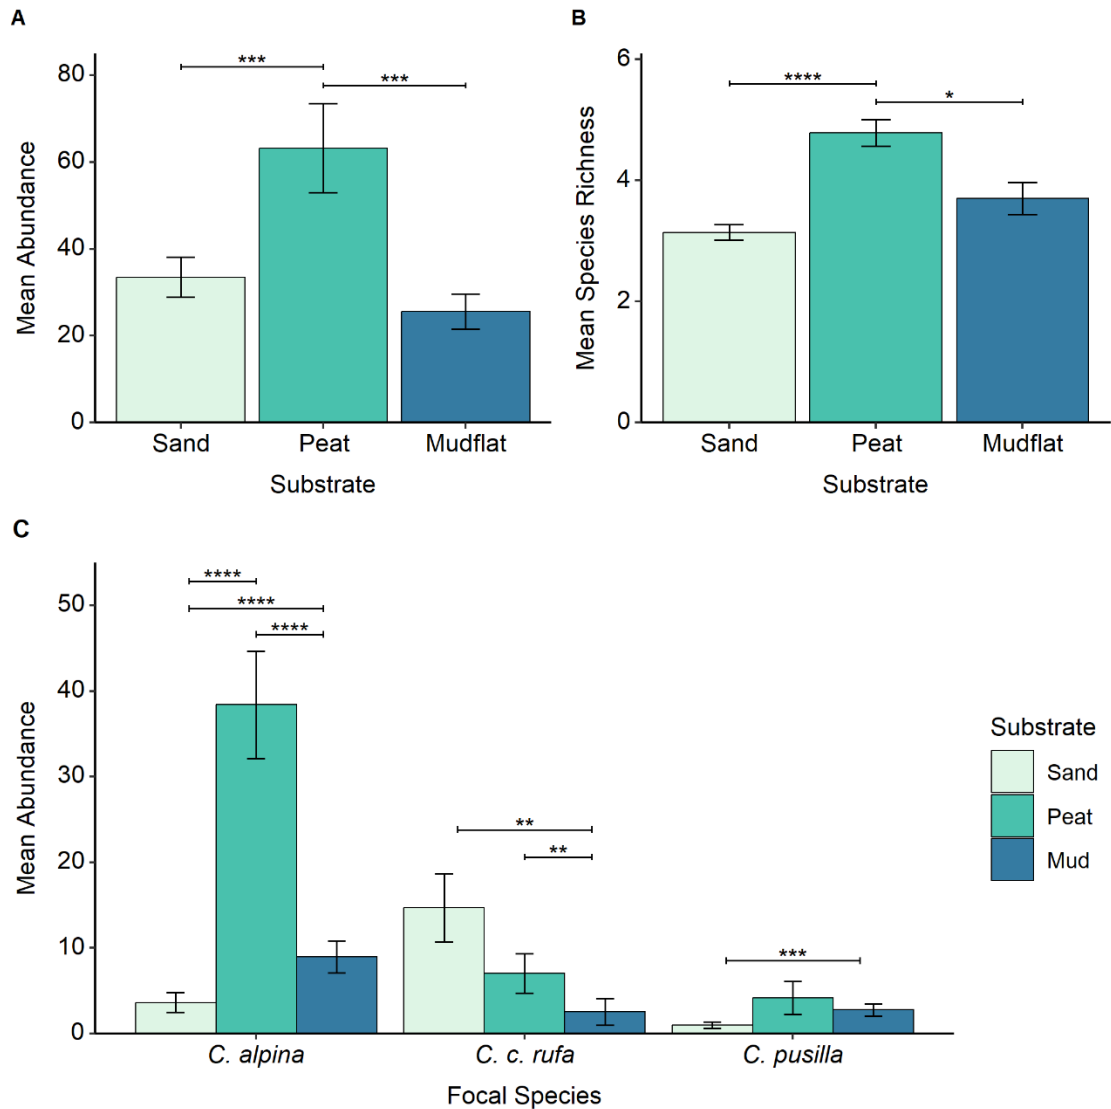 A
Mean Abundance
80
60
40
20
0
***
***
Sand Peat Mudflat
Substrate
B
Mean Species Richness
6
4
2
0
****
*
Sand Peat Mudflat
Substrate
C
Mean Abundance
50
40
30
20
10
0
****
****
****
**
**
***
C. alpina C. c. rufa C. pusilla
Focal Species
Substrate
Sand
Peat
Mud